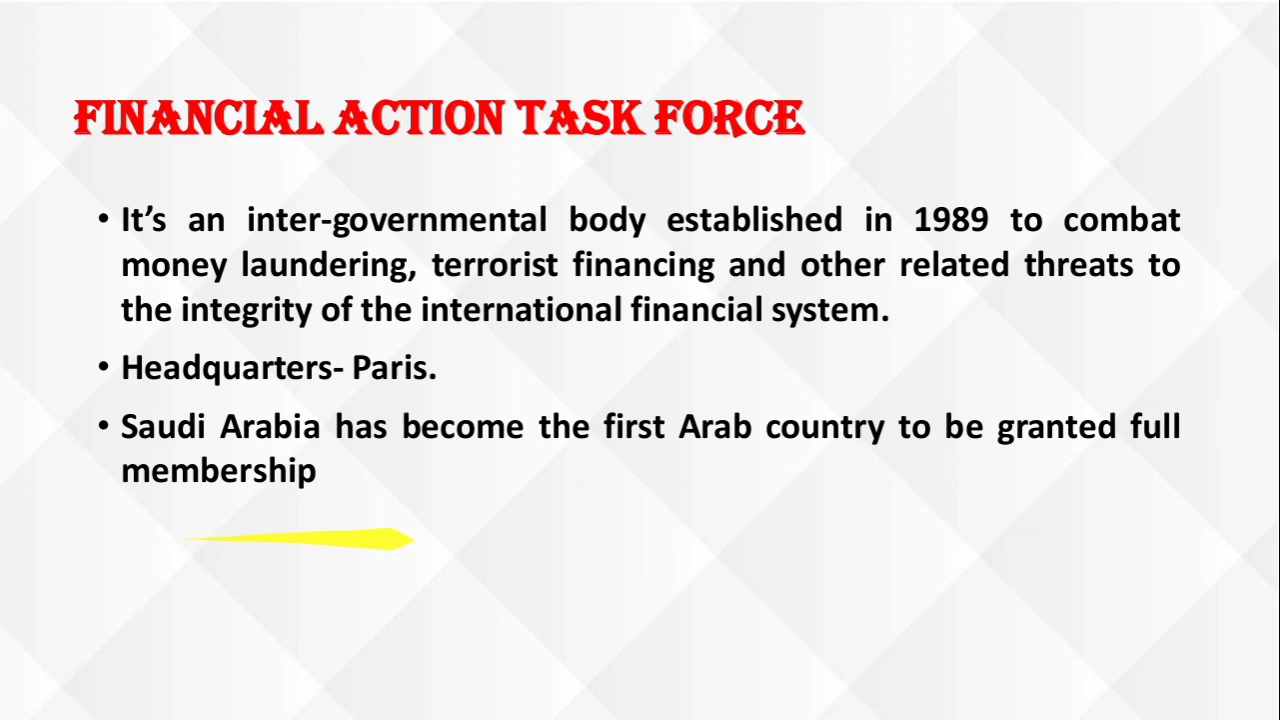 FINANCIAL ACTION TASK FORCE
• It’s an inter-governmental body established in 1989 to combat
money laundering, terrorist financing and other related threats to
the integrity of the international financial system.
• Headquarters- Paris.
• Saudi Arabia has become the first Arab country to be granted full
membership